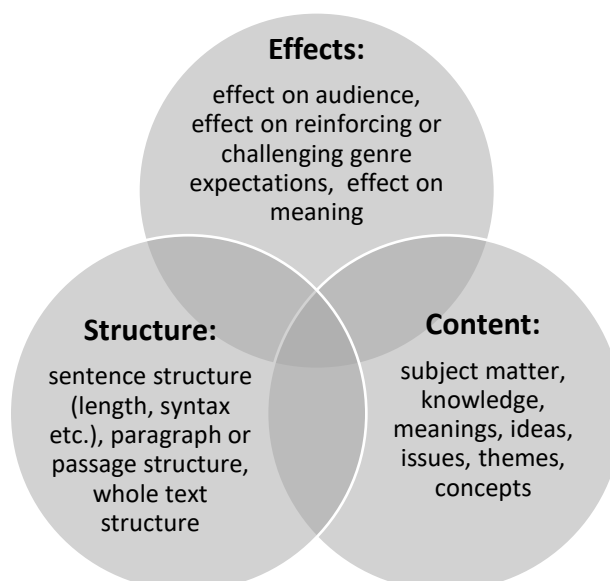 Effects:
effect on audience,
effect on reinforcing or
challenging genre
expectations,  effect on
meaning
Structure:
sentence structure
(length, syntax
etc.), paragraph or
passage structure,
whole text
structure
Content:
subject matter,
knowledge,
meanings, ideas,
issues, themes,
concepts